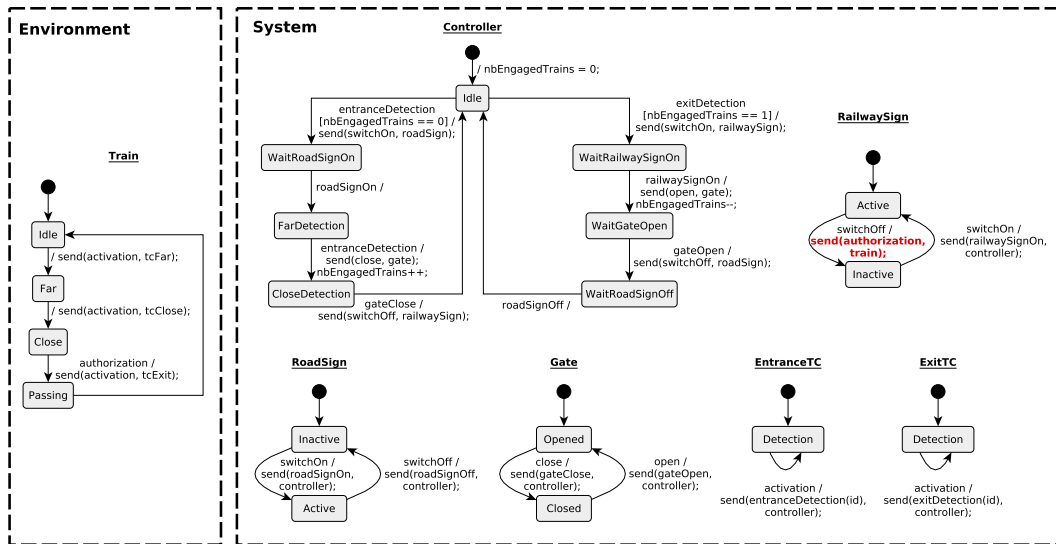 Environment
Train
Idle
/ send(activation, tcFar);
Far
/ send(activation, tcClose);
Close
authorization /
send(activation, tcExit);
Passing
System
Controller
/ nbEngagedTrains = 0;
Idle
entranceDetection
[nbEngagedTrains == 0] /
send(switchOn, roadSign);
WaitRoadSignOn
roadSignOn /
FarDetection
entranceDetection /
send(close, gate);
nbEngagedTrains++;
CloseDetection
gateClose /
send(switchOff, railwaySign);
exitDetection
[nbEngagedTrains == 1] /
send(switchOn, railwaySign);
WaitRailwaySignOn
railwaySignOn /
send(open, gate);
nbEngagedTrains--;
WaitGateOpen
gateOpen /
send(switchOff, roadSign);
WaitRoadSignOff
roadSignOff /
RailwaySign
Active
switchOff /
send(authorization,
train);
Inactive
switchOn /
send(railwaySignOn,
controller);
RoadSign
Inactive
switchOn /
send(roadSignOn,
controller);
Active
switchOff /
send(roadSignOff,
controller);
Gate
Opened
close /
send(gateClose,
controller);
Closed
open /
send(gateOpen,
controller);
EntranceTC
Detection
activation /
send(entranceDetection(id),
controller);
ExitTC
Detection
activation /
send(exitDetection(id),
controller);